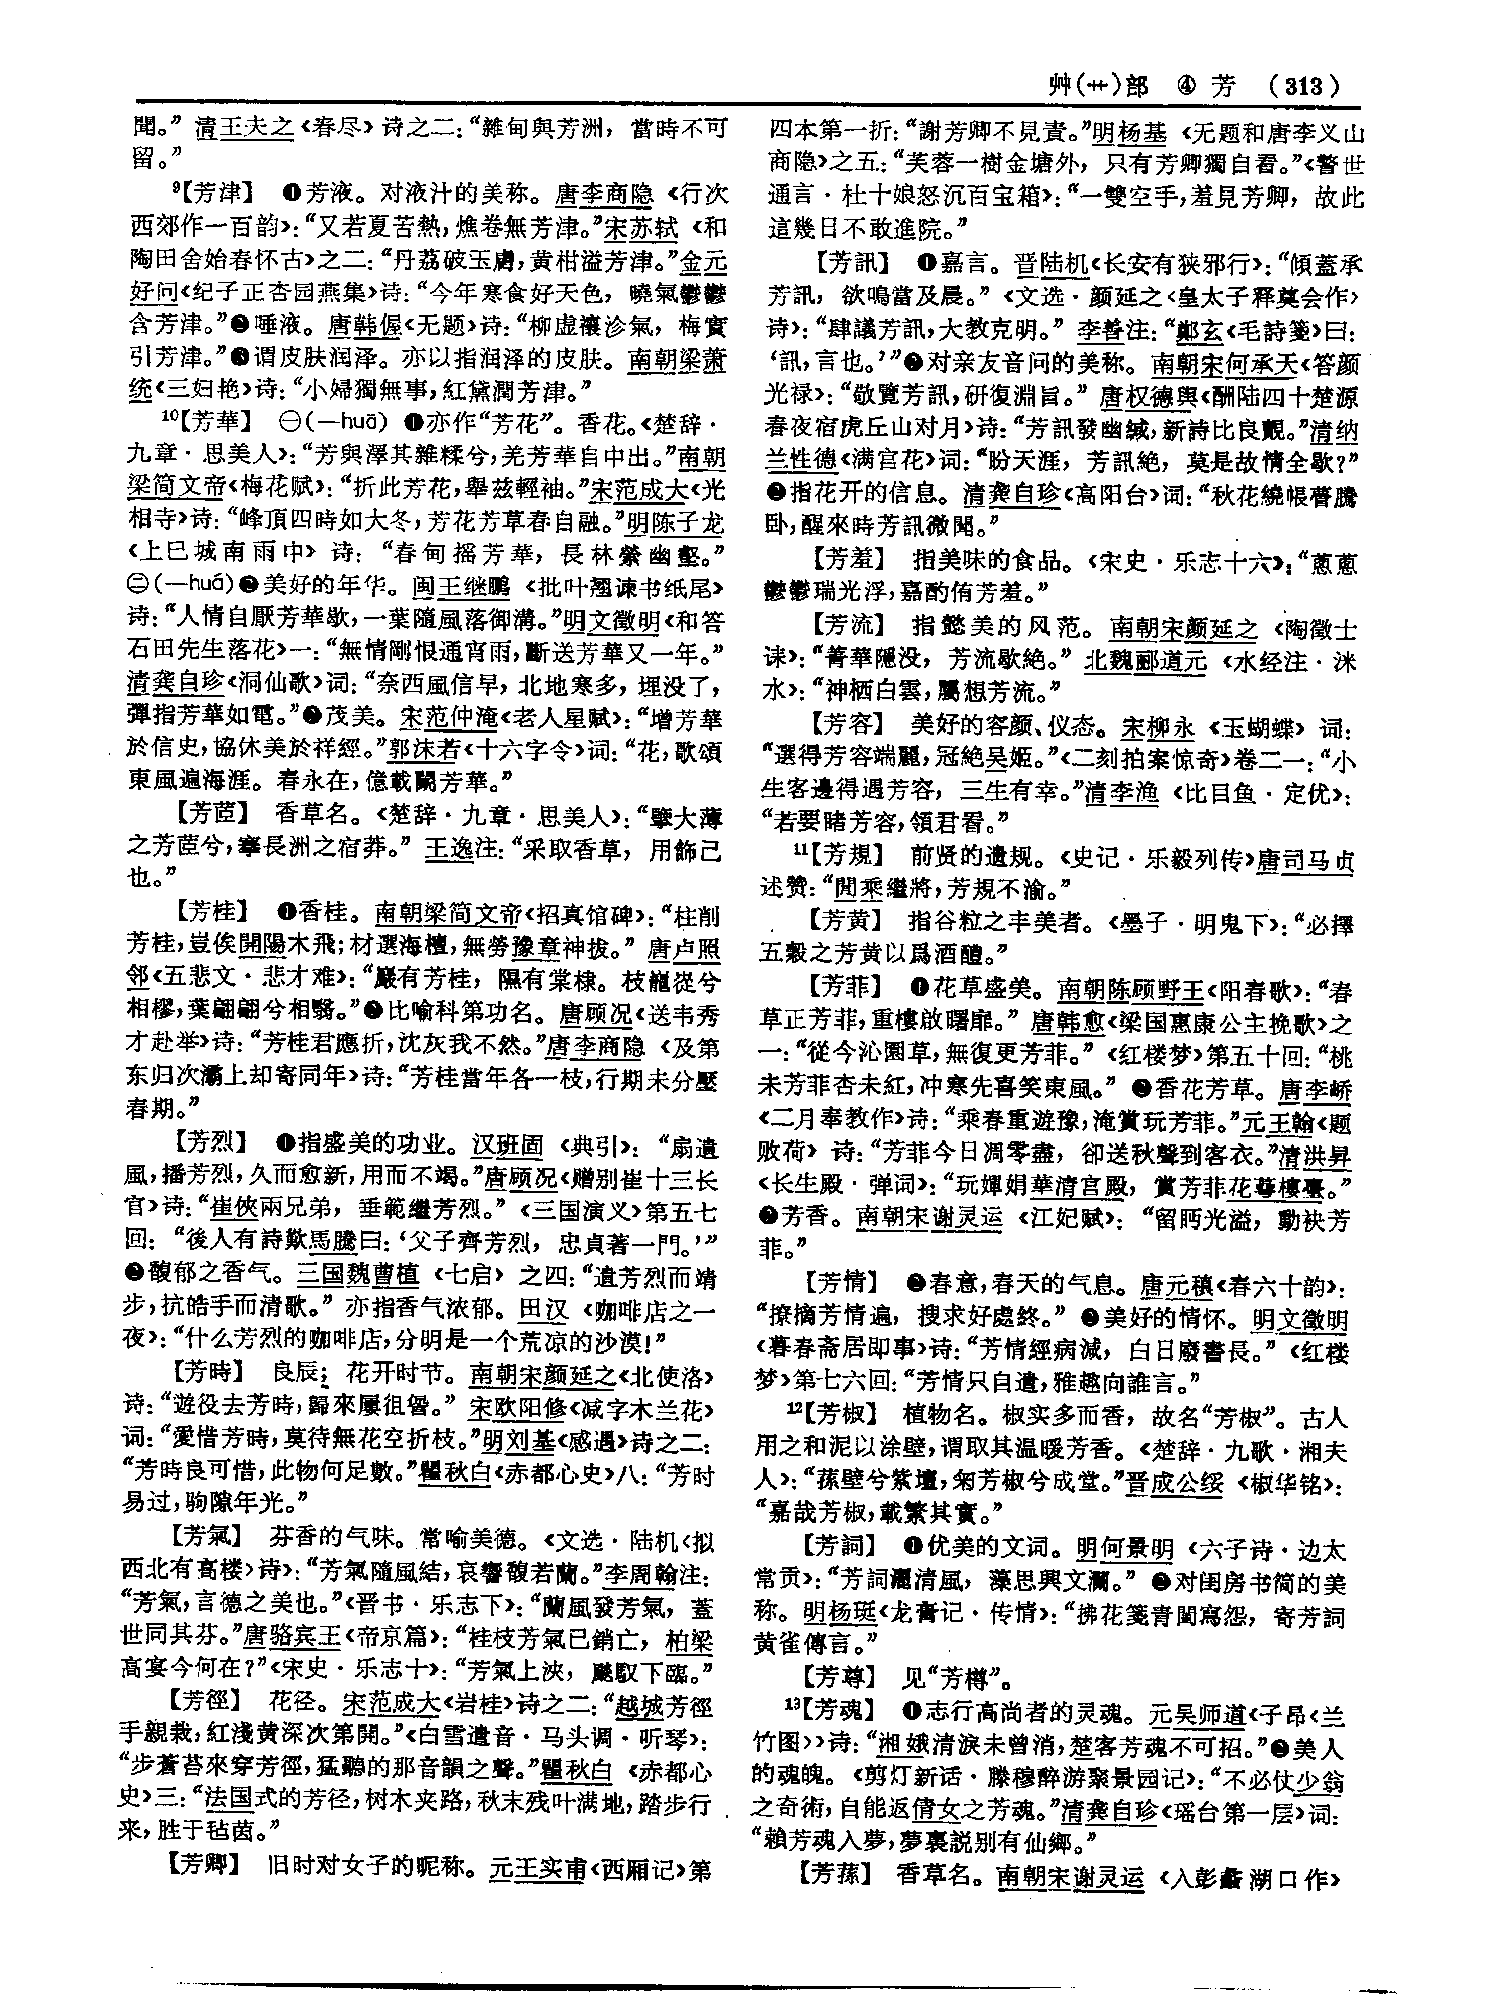 艸(艹)部 ④ 芳 (313)
聞。”清王夫之《春尽》诗之二：“雜甸與芳洲，當時不可
留。”
⁹【芳津】 ❶芳液。对液汁的美称。唐李商隐《行次
西郊作一百韵》：“又若夏苦熱，燋卷無芳津。”宋苏轼《和
陶田舍始春怀古》之二：“丹荔破玉膚，黄柑溢芳津。”金元
好问《纪子正杏园燕集》诗：“今年寒食好天色，曉氣鬱鬱
含芳津。”❷唾液。唐韩偓《无题》诗：“柳虚禳沴氣，梅實
引芳津。”❸谓皮肤润泽。亦以指润泽的皮肤。南朝梁萧
统《三妇艳》诗：“小婦獨無事，紅黛潤芳津。”
¹⁰【芳華】 ㊀(—huā) ❶亦作“芳花”。香花。《楚辞·
九章·思美人》：“芳與澤其雜糅兮，羌芳華自中出。”南朝
梁简文帝《梅花赋》：“折此芳花，舉兹輕袖。”宋范成大《光
相寺》诗：“峰頂四時如大冬，芳花芳草春自融。”明陈子龙
《上巳城南雨中》诗：“春甸摇芳華，長林縈幽壑。”
㊁(—huá)❷美好的年华。闽王继鹏《批叶翘谏书纸尾》
诗：“人情自厭芳華歇，一葉隨風落御溝。”明文徵明《和答
石田先生落花》一：“無情剛恨通宵雨，斷送芳華又一年。”
清龚自珍《洞仙歌》词：“奈西風信早，北地寒多，埋没了，
彈指芳華如電。”❸茂美。宋范仲淹《老人星赋》：“增芳華
於信史，協休美於祥經。”郭沫若《十六字令》词：“花，歌頌
東風遍海涯。春永在，億載鬭芳華。”
【芳茝】 香草名。《楚辞·九章·思美人》：“擥大薄
之芳茝兮，搴長洲之宿莽。”王逸注：“采取香草，用飾己
也。”
【芳桂】 ❶香桂。南朝梁简文帝《招真馆碑》：“柱削
芳桂，豈俟開陽木飛；材選海檀，無勞豫章神拔。”唐卢照
邻《五悲文·悲才难》：“巖有芳桂，隰有棠棣。枝巃嵸兮
相樛，葉翩翩兮相翳。”❷比喻科第功名。唐顾况《送韦秀
才赴举》诗：“芳桂君應折，沈灰我不然。”唐李商隐《及第
东归次灞上却寄同年》诗：“芳桂當年各一枝，行期未分壓
春期。”
【芳烈】 ❶指盛美的功业。汉班固《典引》：“扇遺
風，播芳烈，久而愈新，用而不竭。”唐顾况《赠别崔十三长
官》诗：“崔俠兩兄弟，垂範繼芳烈。”《三国演义》第五七
回：“後人有詩歎馬騰曰：‘父子齊芳烈，忠貞著一門。’”
❷馥郁之香气。三国魏曹植《七启》之四：“遺芳烈而靖
步，抗皓手而清歌。”亦指香气浓郁。田汉《咖啡店之一
夜》：“什么芳烈的咖啡店，分明是一个荒凉的沙漠！”
【芳時】 良辰；花开时节。南朝宋颜延之《北使洛》
诗：“遊役去芳時，歸來屢徂諐。”宋欧阳修《减字木兰花》
词：“愛惜芳時，莫待無花空折枝。”明刘基《感遇》诗之二：
“芳時良可惜，此物何足數。”瞿秋白《赤都心史》八：“芳时
易过，驹隙年光。”
【芳氣】 芬香的气味。常喻美德。《文选·陆机〈拟
西北有高楼〉诗》：“芳氣隨風結，哀響馥若蘭。”李周翰注：
“芳氣，言德之美也。”《晋书·乐志下》：“蘭風發芳氣，蓋
世同其芬。”唐骆宾王《帝京篇》：“桂枝芳氣已銷亡，柏梁
高宴今何在？”《宋史·乐志十》：“芳氣上泱，飈馭下臨。”
【芳徑】 花径。宋范成大《岩桂》诗之二：“越城芳徑
手親栽，紅淺黄深次第開。”《白雪遗音·马头调·听琴》：
“步蒼苔來穿芳徑，猛聽的那音韻之聲。”瞿秋白《赤都心
史》三：“法国式的芳径，树木夹路，秋末残叶满地，踏步行
来，胜于毡茵。”
【芳卿】 旧时对女子的昵称。元王实甫《西厢记》第
四本第一折：“謝芳卿不見責。”明杨基《无题和唐李义山
商隐》之五：“芙蓉一樹金塘外，只有芳卿獨自看。”《警世
通言·杜十娘怒沉百宝箱》：“一雙空手，羞見芳卿，故此
這幾日不敢進院。”
【芳訊】 ❶嘉言。晋陆机《长安有狭邪行》：“傾蓋承
芳訊，欲鳴當及晨。”《文选·颜延之〈皇太子释奠会作〉
诗》：“肆議芳訊，大教克明。”李善注：“鄭玄《毛詩箋》曰：
‘訊，言也。’”❷对亲友音问的美称。南朝宋何承天《答颜
光禄》：“敬覽芳訊，研復淵旨。”唐权德舆《酬陆四十楚源
春夜宿虎丘山对月》诗：“芳訊發幽緘，新詩比良覿。”清纳
兰性德《满宫花》词：“盼天涯，芳訊絶，莫是故情全歇？”
❸指花开的信息。清龚自珍《高阳台》词：“秋花繞帳瞢騰
卧，醒來時芳訊微聞。”
【芳羞】 指美味的食品。《宋史·乐志十六》：“蔥蔥
鬱鬱瑞光浮，嘉酌侑芳羞。”
【芳流】 指懿美的风范。南朝宋颜延之《陶徵士
诔》：“菁華隱没，芳流歇絶。”北魏郦道元《水经注·洣
水》：“神栖白雲，屬想芳流。”
【芳容】 美好的容颜、仪态。宋柳永《玉蝴蝶》词：
“選得芳容端麗，冠絶吴姬。”《二刻拍案惊奇》卷二一：“小
生客邊得遇芳容，三生有幸。”清李渔《比目鱼·定优》：
“若要睹芳容，領君看。”
¹¹【芳規】 前贤的遗规。《史记·乐毅列传》唐司马贞
述赞：“閒乘繼將，芳規不渝。”
【芳黄】 指谷粒之丰美者。《墨子·明鬼下》：“必擇
五穀之芳黄以爲酒醴。”
【芳菲】 ❶花草盛美。南朝陈顾野王《阳春歌》：“春
草正芳菲，重樓啟曙扉。”唐韩愈《梁国惠康公主挽歌》之
一：“從今沁園草，無復更芳菲。”《红楼梦》第五十回：“桃
未芳菲杏未紅，冲寒先喜笑東風。”❷香花芳草。唐李峤
《二月奉教作》诗：“乘春重遊豫，淹賞玩芳菲。”元王翰《题
败荷》诗：“芳菲今日凋零盡，卻送秋聲到客衣。”清洪昇
《长生殿·弹词》：“玩嬋娟華清宫殿，賞芳菲花萼樓臺。”
❸芳香。南朝宋谢灵运《江妃赋》：“留眄光溢，動袂芳
菲。”
【芳情】 ❶春意，春天的气息。唐元稹《春六十韵》：
“撩摘芳情遍，搜求好處終。”❷美好的情怀。明文徵明
《暮春斋居即事》诗：“芳情經病減，白日廢書長。”《红楼
梦》第七六回：“芳情只自遣，雅趣向誰言。”
¹²【芳椒】 植物名。椒实多而香，故名“芳椒”。古人
用之和泥以涂壁，谓取其温暖芳香。《楚辞·九歌·湘夫
人》：“蓀壁兮紫壇，匊芳椒兮成堂。”晋成公绥《椒华铭》：
“嘉哉芳椒，載繁其實。”
【芳詞】 ❶优美的文词。明何景明《六子诗·边太
常贡》：“芳詞灑清風，藻思興文瀾。”❷对闺房书简的美
称。明杨珽《龙膏记·传情》：“拂花箋青閨寫怨，寄芳詞
黄雀傳言。”
【芳尊】 见“芳樽”。
¹³【芳魂】 ❶志行高尚者的灵魂。元吴师道《子昂〈兰
竹图〉》诗：“湘娥清淚未曾消，楚客芳魂不可招。”❷美人
的魂魄。《剪灯新话·滕穆醉游聚景园记》：“不必仗少翁
之奇術，自能返倩女之芳魂。”清龚自珍《瑶台第一层》词：
“賴芳魂入夢，夢裏説别有仙鄉。”
【芳蓀】 香草名。南朝宋谢灵运《入彭蠡湖口作》